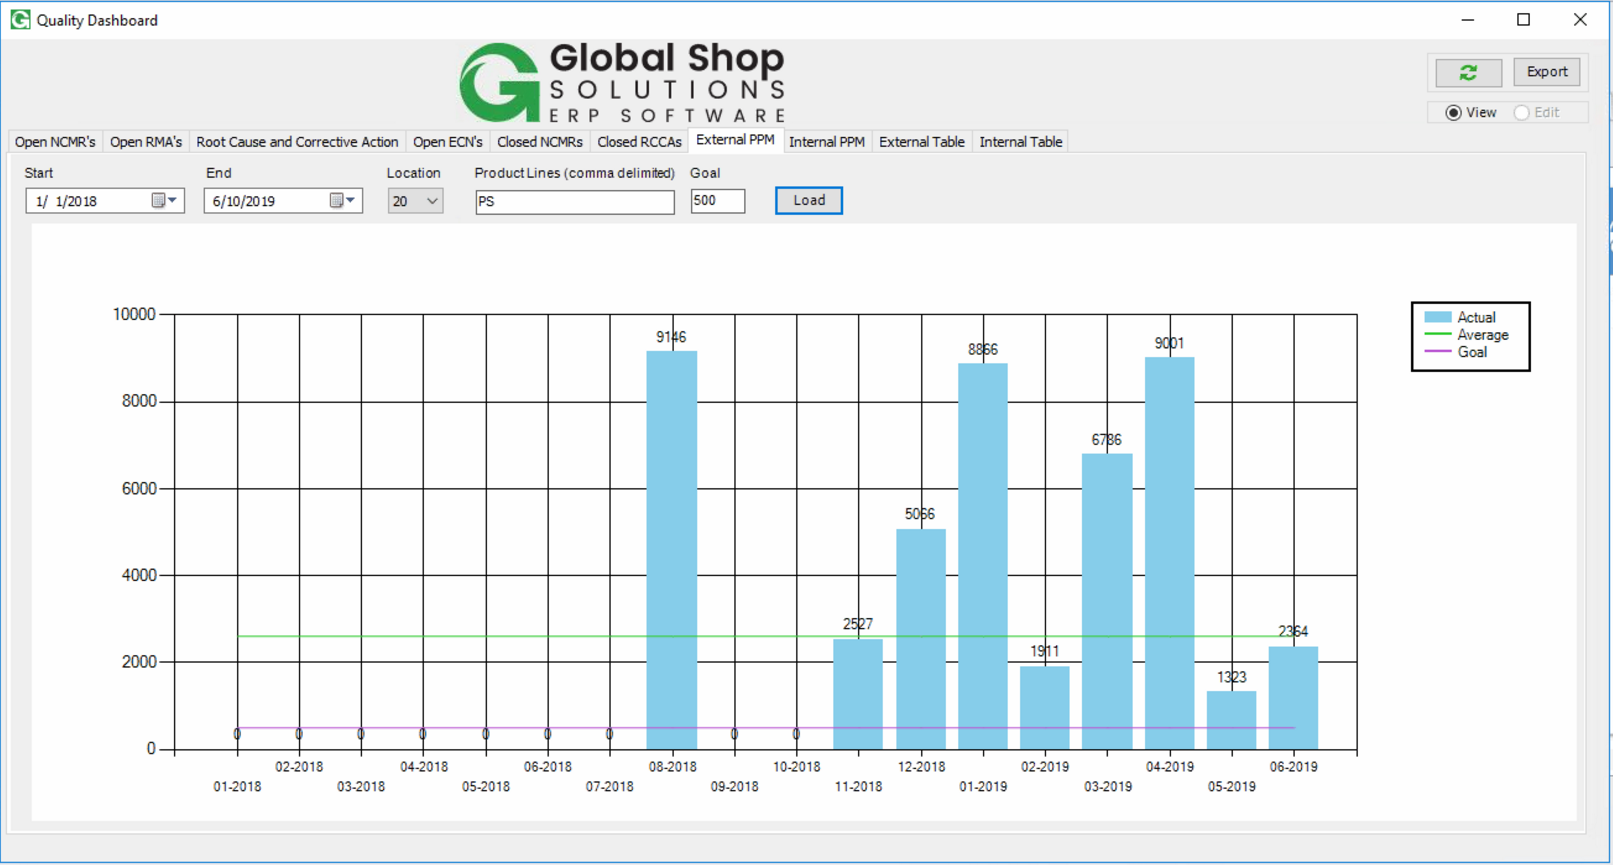 Quality Dashboard
Global Shop
SOLUTIONS
ERP SOFTWARE
Export
View Edit
Open NCMR's Open RMA's Root Cause and Corrective Action Open ECN's Closed NCMRs Closed RCCAs External PPM Internal PPM External Table Internal Table
Start End Location Product Lines (comma delimited) Goal
1/ 1/2018 6/10/2019 20 PS 500 Load
10000
8000
6000
4000
2000
0
9146
8866
9001
6786
5066
2527
2364
1911
1323
0 0 0 0 0 0 0 0 0
02-2018 04-2018 06-2018 08-2018 10-2018 12-2018 02-2019 04-2019 06-2019
01-2018 03-2018 05-2018 07-2018 09-2018 11-2018 01-2019 03-2019 05-2019
Actual
Average
Goal